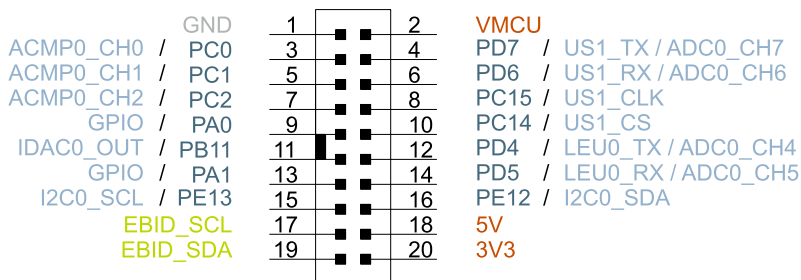 GND 1 2 VMCU
ACMP0_CH0 / PC0 3 4 PD7 / US1_TX / ADC0_CH7
ACMP0_CH1 / PC1 5 6 PD6 / US1_RX / ADC0_CH6
ACMP0_CH2 / PC2 7 8 PC15 / US1_CLK
GPIO / PA0 9 10 PC14 / US1_CS
IDAC0_OUT / PB11 11 12 PD4 / LEU0_TX / ADC0_CH4
GPIO / PA1 13 14 PD5 / LEU0_RX / ADC0_CH5
I2C0_SCL / PE13 15 16 PE12 / I2C0_SDA
EBID_SCL 17 18 5V
EBID_SDA 19 20 3V3